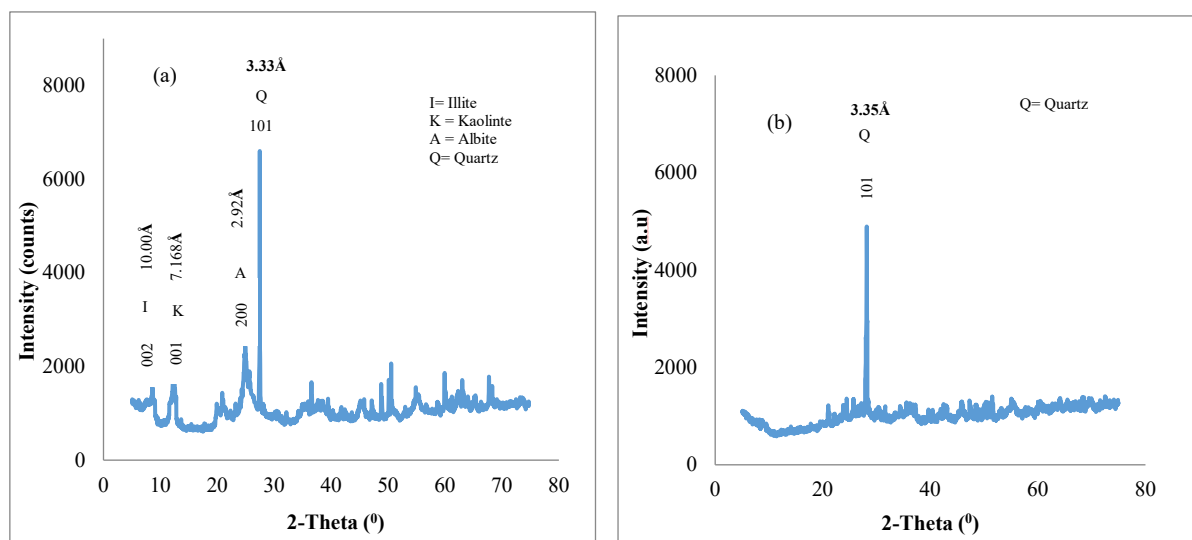 (a)
3.33Å
Q
101
I= Illite
K = Kaolinte
A = Albite
Q= Quartz
10.00Å
I
002
7.168Å
K
001
2.92Å
A
200
8000
6000
4000
2000
0
Intensity (counts)
0 10 20 30 40 50 60 70 80
2-Theta (⁰)
(b)
3.35Å
Q
101
Q= Quartz
8000
6000
4000
2000
0
Intensity (a.u)
0 20 40 60 80
2-Theta (⁰)